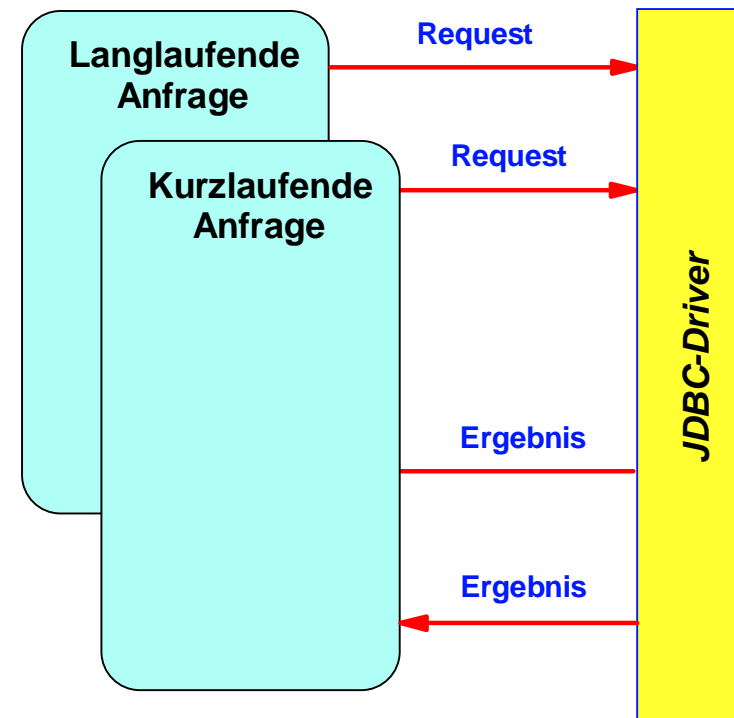 Langlaufende
Anfrage
Request
Request
Kurzlaufende
Anfrage
JDBC-Driver
Ergebnis
Ergebnis